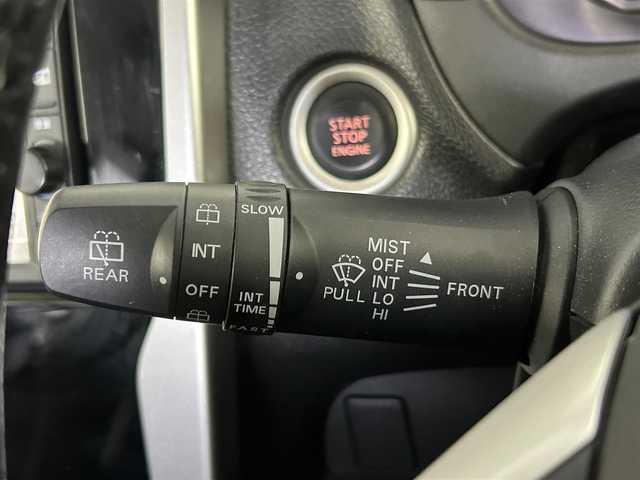 START
STOP
ENGINE
REAR
INT
OFF
SLOW
INT
TIME
FAST
MIST
OFF
INT
LO
HI
PULL
FRONT